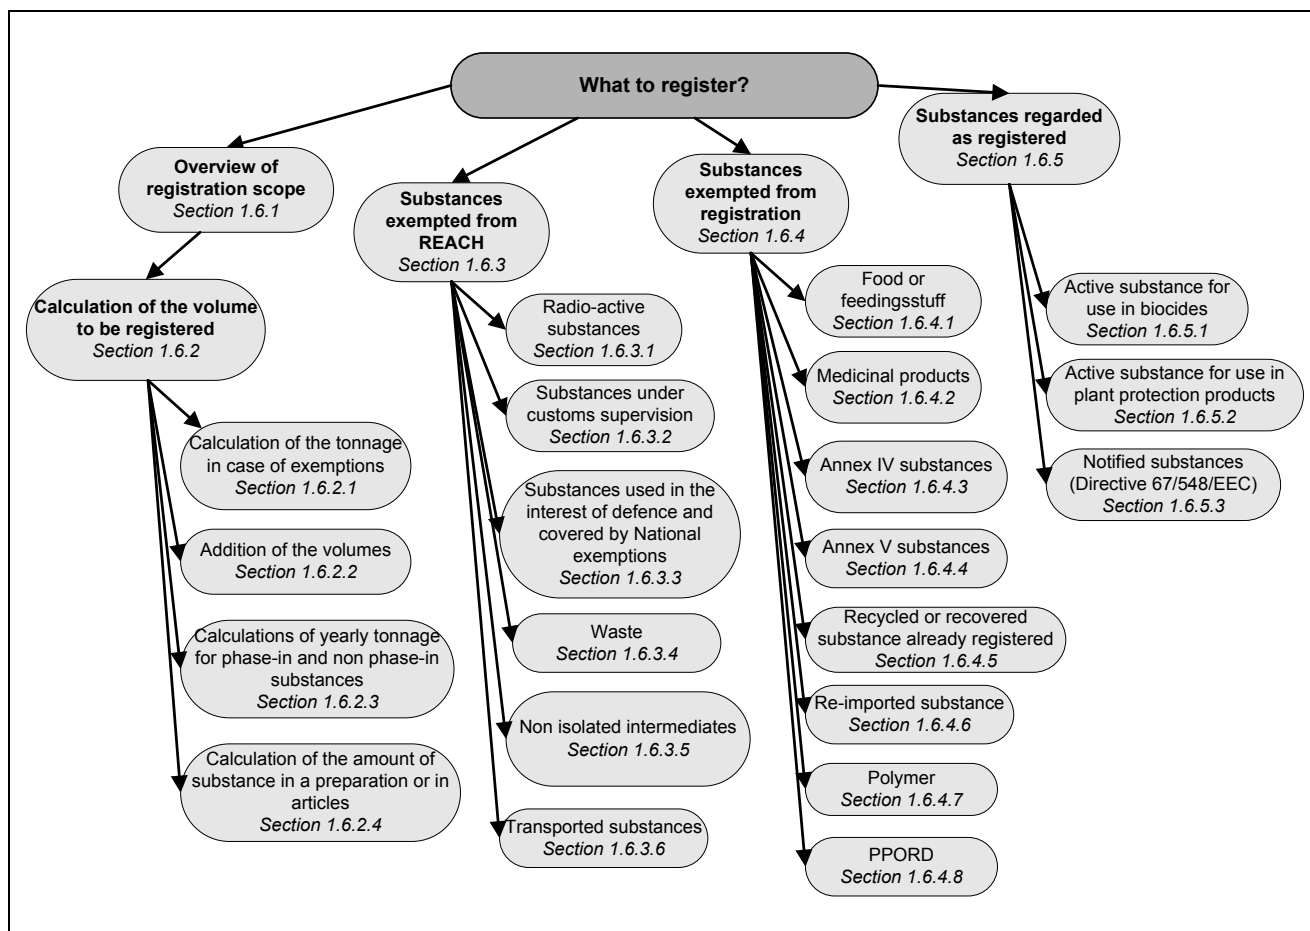 What to register?
Overview of
registration scope
Section 1.6.1
Calculation of the volume
to be registered
Section 1.6.2
Calculation of the tonnage
in case of exemptions
Section 1.6.2.1
Addition of the volumes
Section 1.6.2.2
Calculations of yearly tonnage
for phase-in and non phase-in
substances
Section 1.6.2.3
Calculation of the amount of
substance in a preparation or in
articles
Section 1.6.2.4
Substances
exempted from
REACH
Section 1.6.3
Radio-active
substances
Section 1.6.3.1
Substances under
customs supervision
Section 1.6.3.2
Substances used in the
interest of defence and
covered by National
exemptions
Section 1.6.3.3
Waste
Section 1.6.3.4
Non isolated intermediates
Section 1.6.3.5
Transported substances
Section 1.6.3.6
Substances
exempted from
registration
Section 1.6.4
Food or
feedingsstuff
Section 1.6.4.1
Medicinal products
Section 1.6.4.2
Annex IV substances
Section 1.6.4.3
Annex V substances
Section 1.6.4.4
Recycled or recovered
substance already registered
Section 1.6.4.5
Re-imported substance
Section 1.6.4.6
Polymer
Section 1.6.4.7
PPORD
Section 1.6.4.8
Substances regarded
as registered
Section 1.6.5
Active substance for
use in biocides
Section 1.6.5.1
Active substance for use in
plant protection products
Section 1.6.5.2
Notified substances
(Directive 67/548/EEC)
Section 1.6.5.3